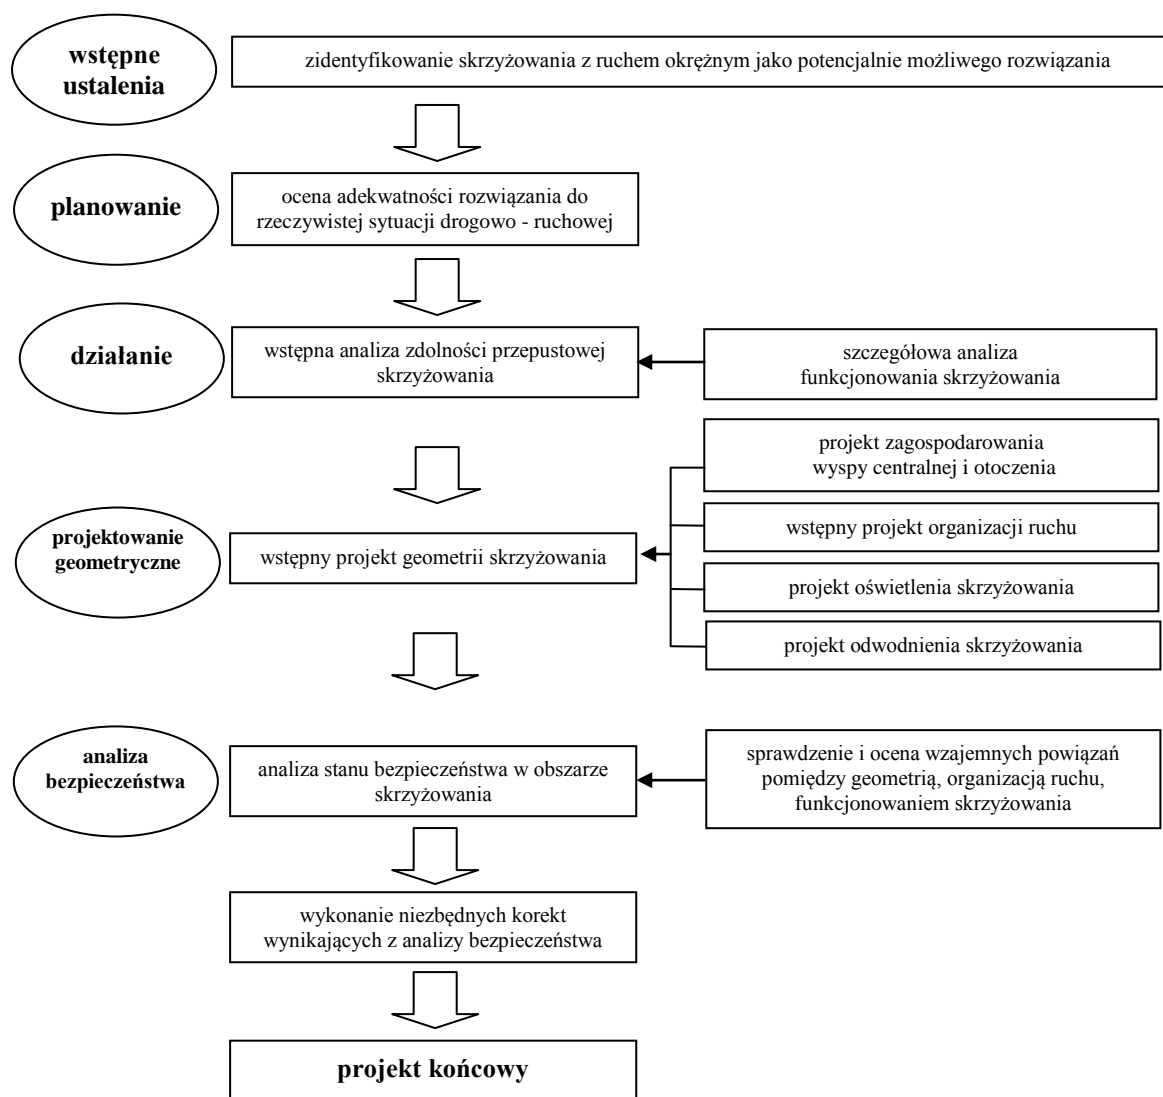 wstępne
ustalenia
zidentyfikowanie skrzyżowania z ruchem okrężnym jako potencjalnie możliwego rozwiązania
planowanie
ocena adekwatności rozwiązania do
rzeczywistej sytuacji drogowo - ruchowej
działanie
wstępna analiza zdolności przepustowej
skrzyżowania
szczegółowa analiza
funkcjonowania skrzyżowania
projektowanie
geometryczne
wstępny projekt geometrii skrzyżowania
projekt zagospodarowania
wyspy centralnej i otoczenia
wstępny projekt organizacji ruchu
projekt oświetlenia skrzyżowania
projekt odwodnienia skrzyżowania
analiza
bezpieczeństwa
analiza stanu bezpieczeństwa w obszarze
skrzyżowania
sprawdzenie i ocena wzajemnych powiązań
pomiędzy geometrią, organizacją ruchu,
funkcjonowaniem skrzyżowania
wykonanie niezbędnych korekt
wynikających z analizy bezpieczeństwa
projekt końcowy